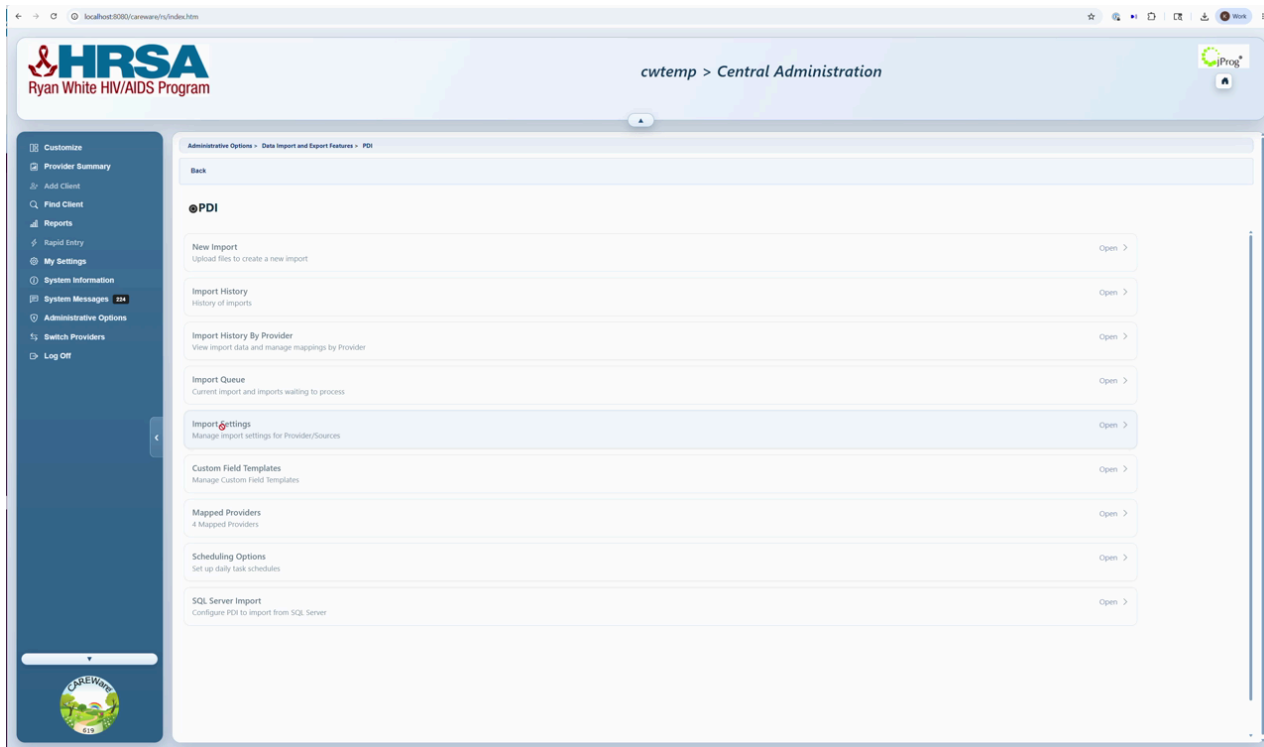 localhost:8080/careware/rs/index.htm
Work
HRSA
Ryan White HIV/AIDS Program
cwtemp > Central Administration
jProg
Customize
Provider Summary
Add Client
Find Client
Reports
Rapid Entry
My Settings
System Information
System Messages 224
Administrative Options
Switch Providers
Log Off
CAREWare
619
Administrative Options > Data Import and Export Features > PDI
Back
PDI
New Import
Upload files to create a new import
Open >
Import History
History of imports
Open >
Import History By Provider
View import data and manage mappings by Provider
Open >
Import Queue
Current import and imports waiting to process
Open >
Import Settings
Manage import settings for Provider/Sources
Open >
Custom Field Templates
Manage Custom Field Templates
Open >
Mapped Providers
4 Mapped Providers
Open >
Scheduling Options
Set up daily task schedules
Open >
SQL Server Import
Configure PDI to import from SQL Server
Open >